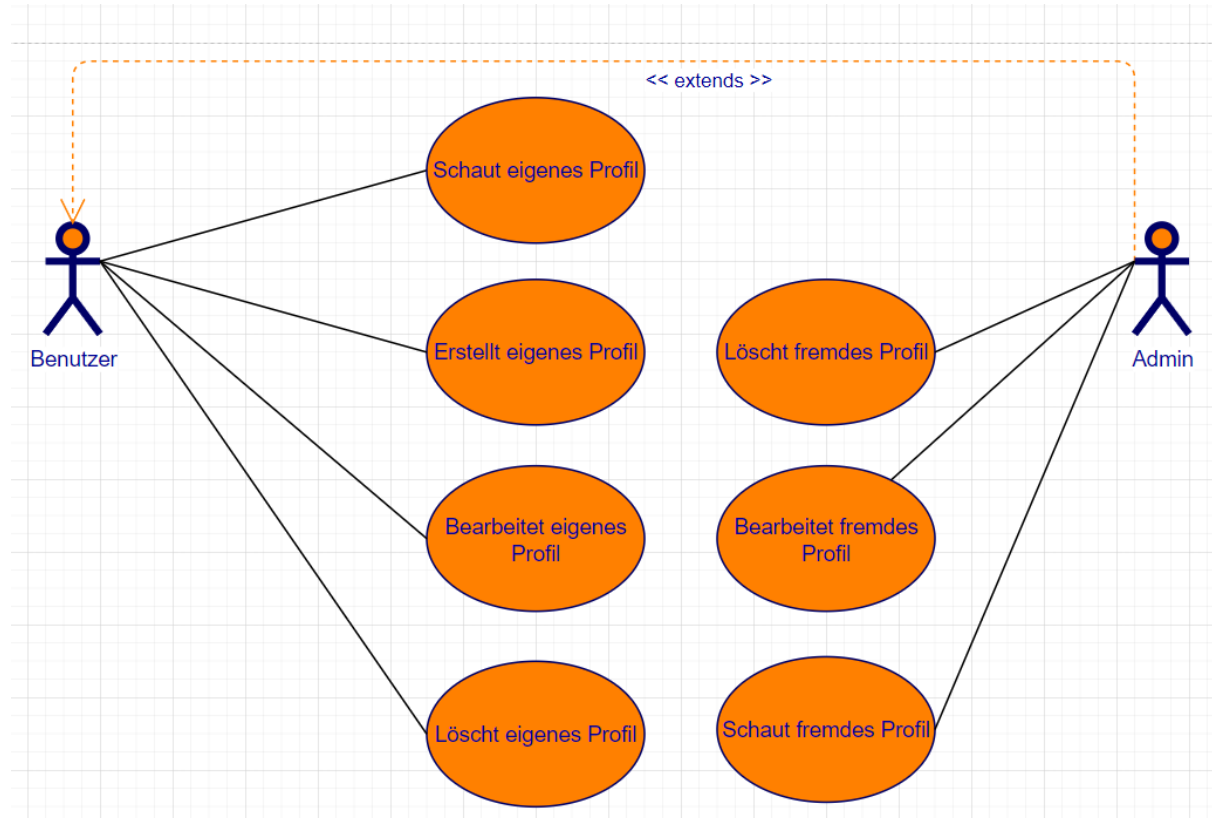 << extends >>
Schaut eigenes Profil
Benutzer
Erstellt eigenes Profil
Löscht fremdes Profil
Admin
Bearbeitet eigenes
Profil
Bearbeitet fremdes
Profil
Löscht eigenes Profil
Schaut fremdes Profil